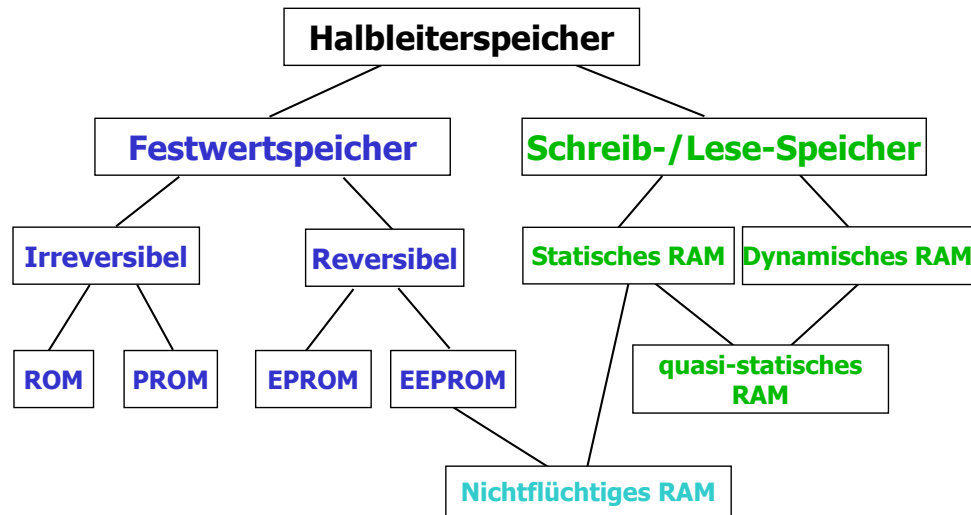 Halbleiterspeicher
Festwertspeicher
Schreib-/Lese-Speicher
Irreversibel
Reversibel
Statisches RAM
Dynamisches RAM
ROM
PROM
EPROM
EEPROM
quasi-statisches
RAM
Nichtflüchtiges RAM